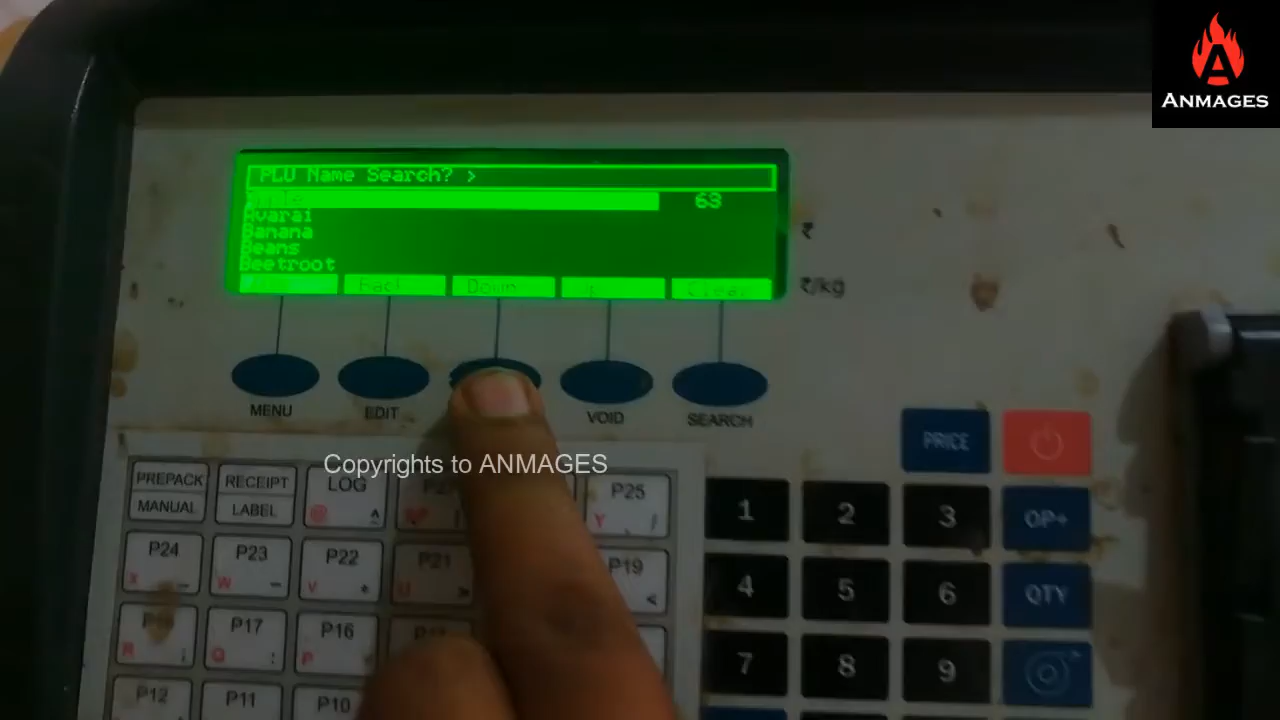 ANMAGES
PLU Name Search? >
63
Avarai
Banana
Beans
Beetroot
Back Down Clear
₹
₹/kg
MENU EDIT VOID SEARCH
PRICE
Copyrights to ANMAGES
PREPACK RECEIPT LOG P25
MANUAL LABEL @ ^ Y /
1 2 3 OP+
P24 P23 P22 P21 P19
X _ W - V + U > <
4 5 6 QTY
P17 P16
R ; Q : P
7 8 9
P12 P11 P10